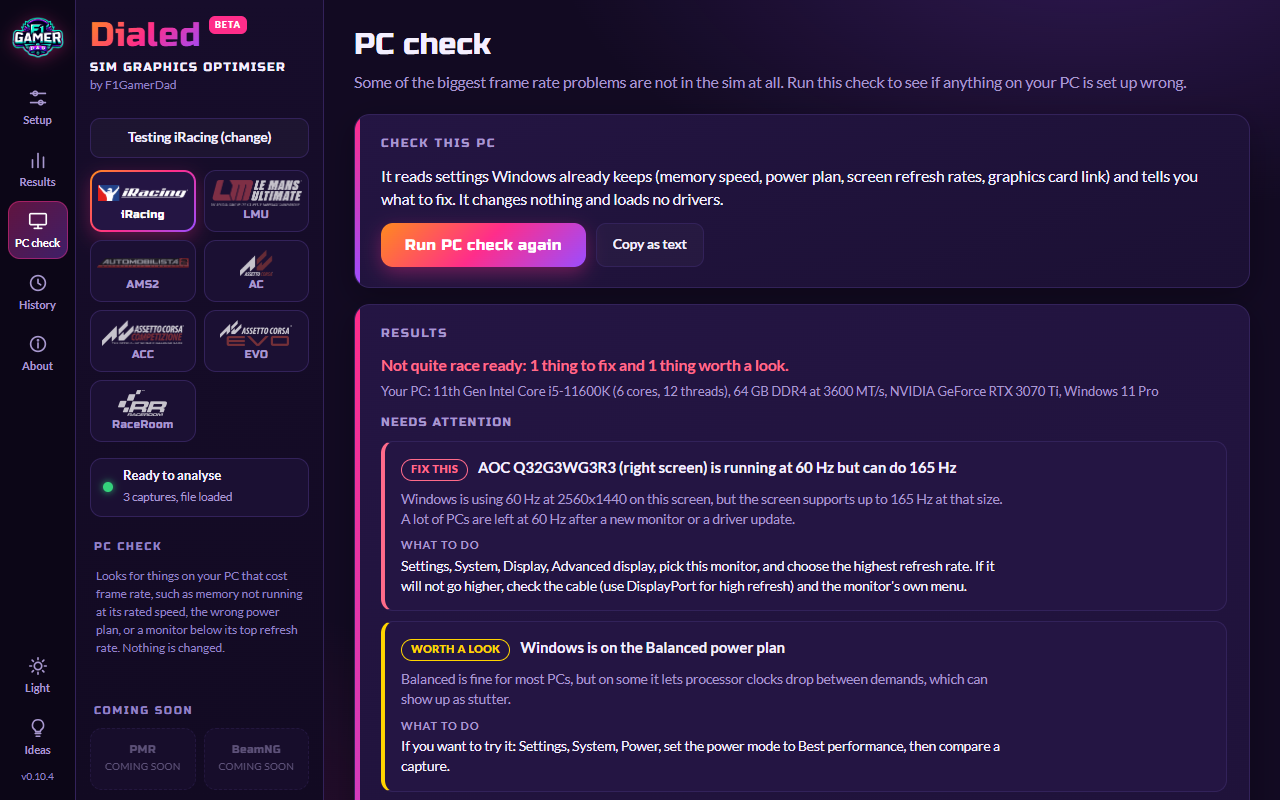 F1
GAMER
DAD
Setup
Results
PC check
History
About
Light
Ideas
v0.10.4
Dialed BETA
SIM GRAPHICS OPTIMISER
by F1GamerDad
Testing iRacing (change)
iRacing
iRacing
LM LE MANS
ULTIMATE
LMU
AUTOMOBILISTA 2
AMS2
ASSETTO
CORSA
AC
ASSETTO CORSA
COMPETIZIONE
ACC
ASSETTO CORSA
EVO
EVO
RR
RACEROOM
RaceRoom
Ready to analyse
3 captures, file loaded
PC CHECK
Looks for things on your PC that cost
frame rate, such as memory not running
at its rated speed, the wrong power
plan, or a monitor below its top refresh
rate. Nothing is changed.
COMING SOON
PMR
COMING SOON
BeamNG
COMING SOON
PC check
Some of the biggest frame rate problems are not in the sim at all. Run this check to see if anything on your PC is set up wrong.
CHECK THIS PC
It reads settings Windows already keeps (memory speed, power plan, screen refresh rates, graphics card link) and tells you
what to fix. It changes nothing and loads no drivers.
Run PC check again
Copy as text
RESULTS
Not quite race ready: 1 thing to fix and 1 thing worth a look.
Your PC: 11th Gen Intel Core i5-11600K (6 cores, 12 threads), 64 GB DDR4 at 3600 MT/s, NVIDIA GeForce RTX 3070 Ti, Windows 11 Pro
NEEDS ATTENTION
FIX THIS AOC Q32G3WG3R3 (right screen) is running at 60 Hz but can do 165 Hz
Windows is using 60 Hz at 2560x1440 on this screen, but the screen supports up to 165 Hz at that size.
A lot of PCs are left at 60 Hz after a new monitor or a driver update.
WHAT TO DO
Settings, System, Display, Advanced display, pick this monitor, and choose the highest refresh rate. If it
will not go higher, check the cable (use DisplayPort for high refresh) and the monitor's own menu.
WORTH A LOOK Windows is on the Balanced power plan
Balanced is fine for most PCs, but on some it lets processor clocks drop between demands, which can
show up as stutter.
WHAT TO DO
If you want to try it: Settings, System, Power, set the power mode to Best performance, then compare a
capture.